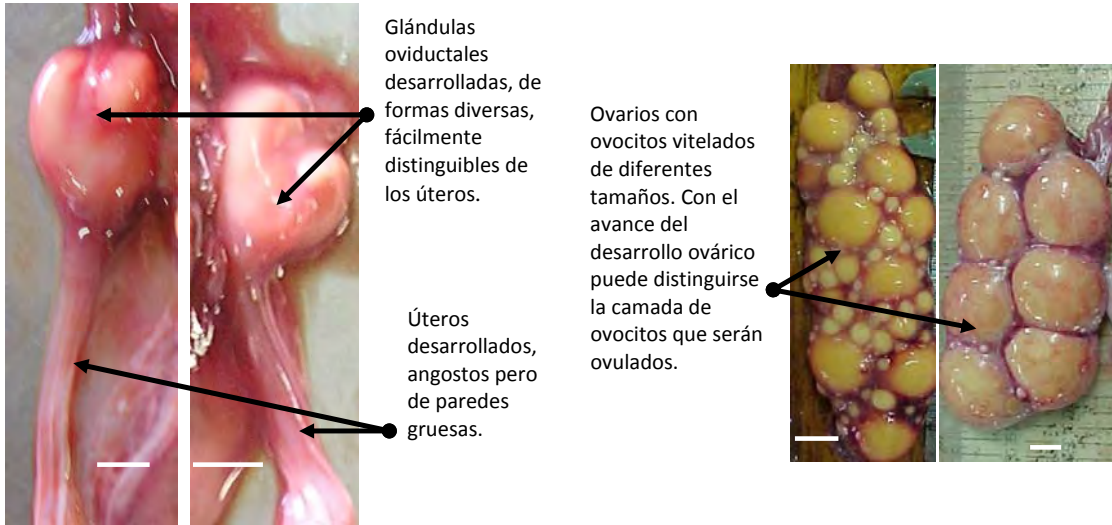 Glándulas
oviductales
desarrolladas, de
formas diversas,
fácilmente
distinguibles de
los úteros.
Úteros
desarrollados,
angostos pero
de paredes
gruesas.
Ovarios con
ovocitos vitelados
de diferentes
tamaños. Con el
avance del
desarrollo ovárico
puede distinguirse
la camada de
ovocitos que serán
ovulados.